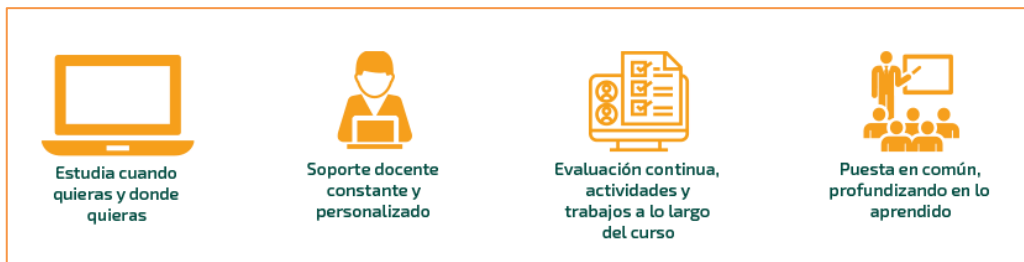 Estudia cuando
quieras y donde
quieras
Soporte docente
constante y
personalizado
Evaluación continua,
actividades y
trabajos a lo largo
del curso
Puesta en común,
profundizando en lo
aprendido